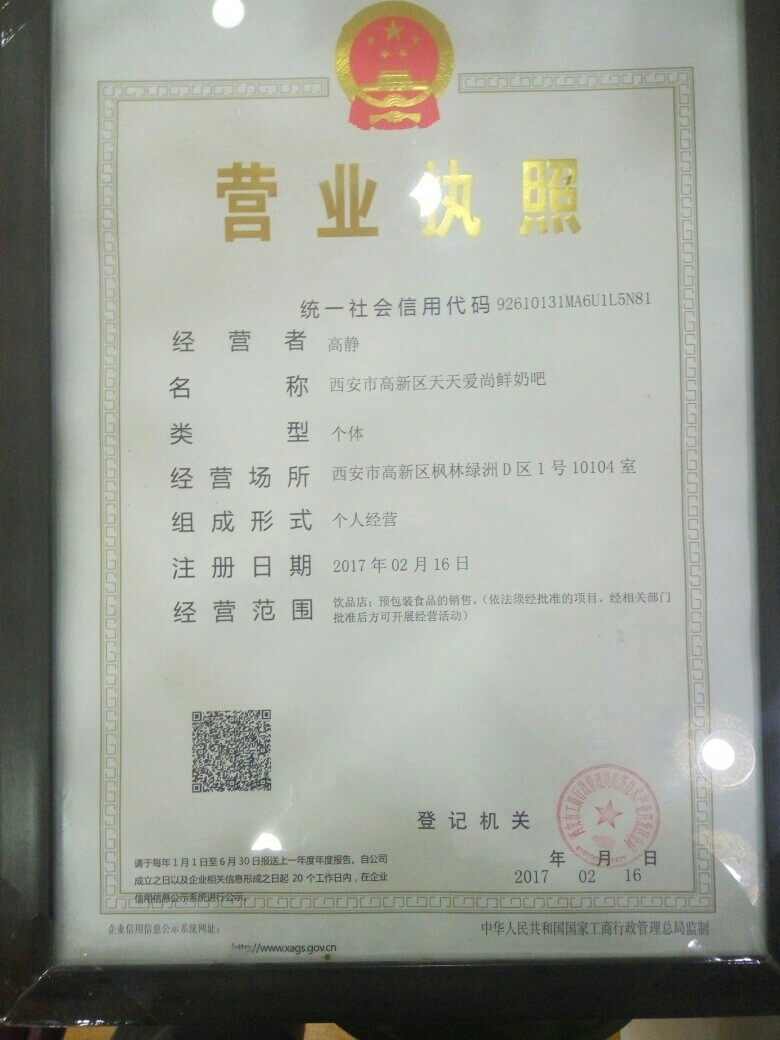 营业执照
统一社会信用代码 92610131MA6U1L5N81
经营者 高静
名称 西安市高新区天天爱尚鲜奶吧
类型 个体
经营场所 西安市高新区枫林绿洲D区1号10104室
组成形式 个人经营
注册日期 2017年02月16日
经营范围 饮品店；预包装食品的销售。（依法须经批准的项目，经相关部门
批准后方可开展经营活动）
登记机关
年 月 日
2017 02 16
请于每年1月1日至6月30日报送上一年度年度报告。自公司
成立之日以及企业相关信息形成之日起20个工作日内，在企业
信用信息公示系统进行公示。
企业信用信息公示系统网址：
http://www.xags.gov.cn
中华人民共和国国家工商行政管理总局监制